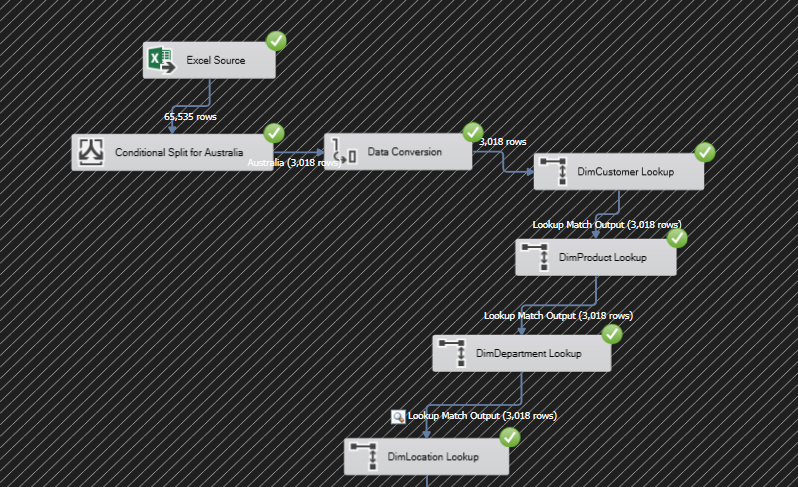 Excel Source
65,535 rows
Conditional Split for Australia
Australia (3,018 rows)
Data Conversion
3,018 rows
DimCustomer Lookup
Lookup Match Output (3,018 rows)
DimProduct Lookup
Lookup Match Output (3,018 rows)
DimDepartment Lookup
Lookup Match Output (3,018 rows)
DimLocation Lookup